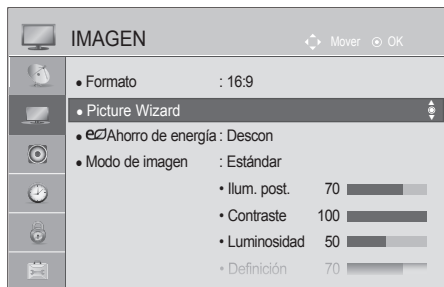 IMAGEN Mover OK
• Formato : 16:9
• Picture Wizard
• eAhorro de energía : Descon
• Modo de imagen : Estándar
• Ilum. post. 70
• Contraste 100
• Luminosidad 50
• Definición 70